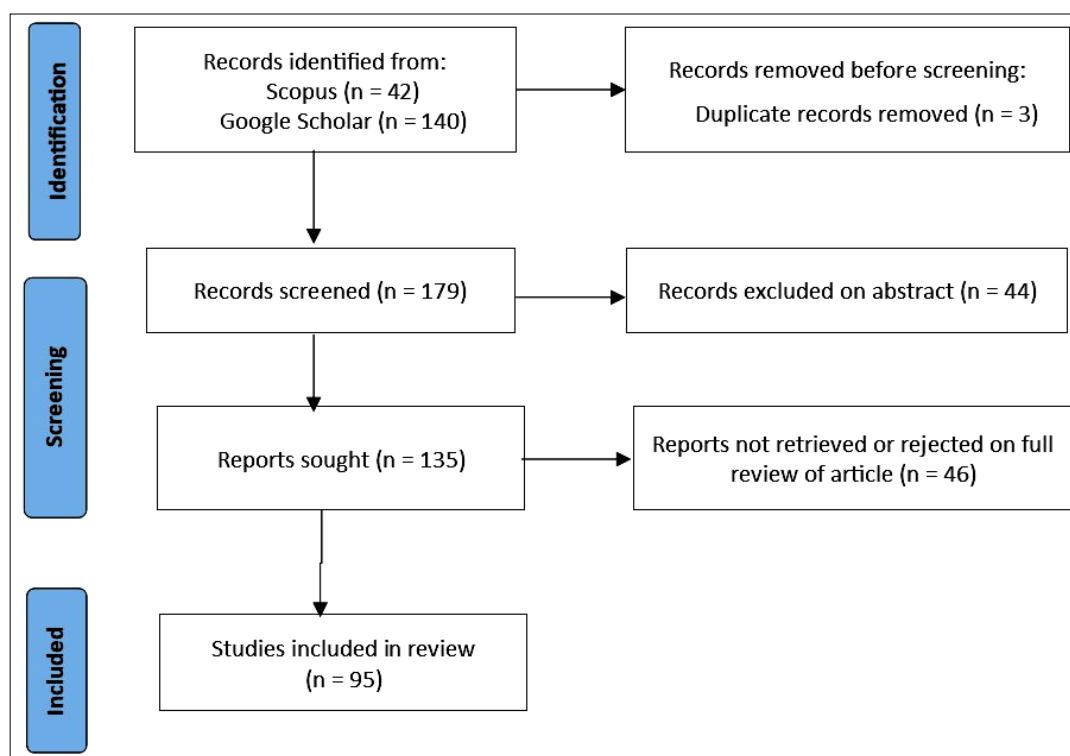 Identification
Records identified from:
Scopus (n = 42)
Google Scholar (n = 140)
Records removed before screening:
Duplicate records removed (n = 3)
Screening
Records screened (n = 179)
Records excluded on abstract (n = 44)
Reports sought (n = 135)
Reports not retrieved or rejected on full
review of article (n = 46)
Included
Studies included in review
(n = 95)